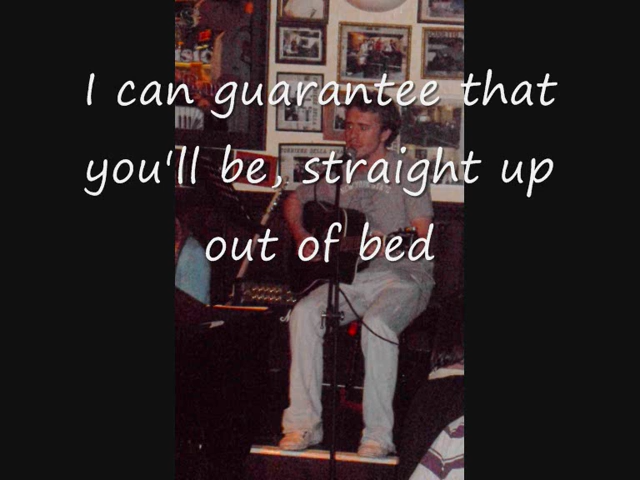 I can guarantee that
you'll be, straight up
out of bed